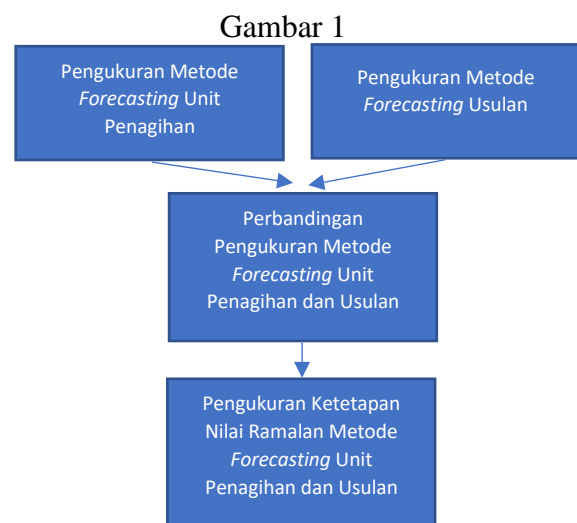 Gambar 1
Pengukuran Metode
Forecasting Unit
Penagihan
Pengukuran Metode
Forecasting Usulan
Perbandingan
Pengukuran Metode
Forecasting Unit
Penagihan dan Usulan
Pengukuran Ketetapan
Nilai Ramalan Metode
Forecasting Unit
Penagihan dan Usulan